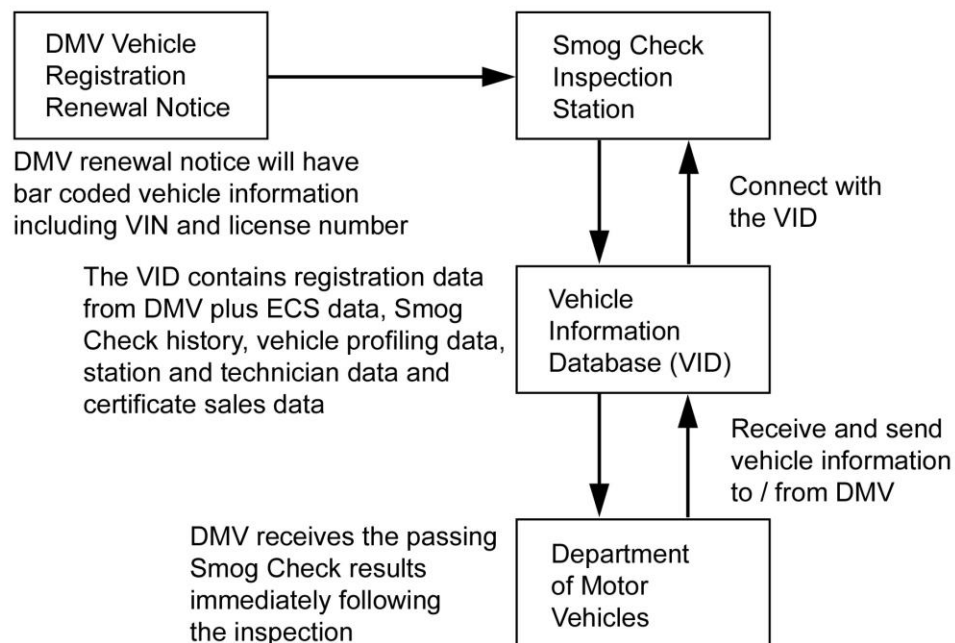 DMV Vehicle
Registration
Renewal Notice
Smog Check
Inspection
Station
DMV renewal notice will have
bar coded vehicle information
including VIN and license number
Connect with
the VID
The VID contains registration data
from DMV plus ECS data, Smog
Check history, vehicle profiling data,
station and technician data and
certificate sales data
Vehicle
Information
Database (VID)
Receive and send
vehicle information
to / from DMV
DMV receives the passing
Smog Check results
immediately following
the inspection
Department
of Motor
Vehicles